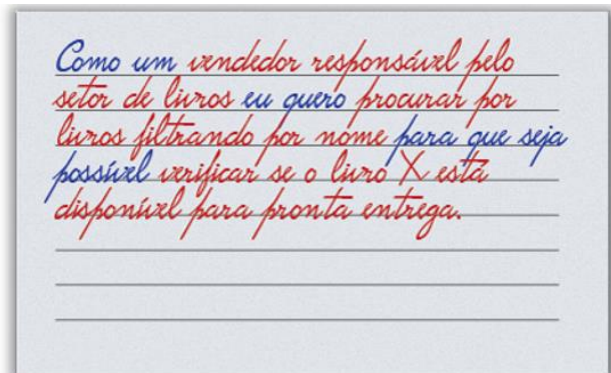 Como um vendedor responsável pelo
setor de livros eu quero procurar por
livros filtrando por nome para que seja
possível verificar se o livro X está
disponível para pronta entrega.